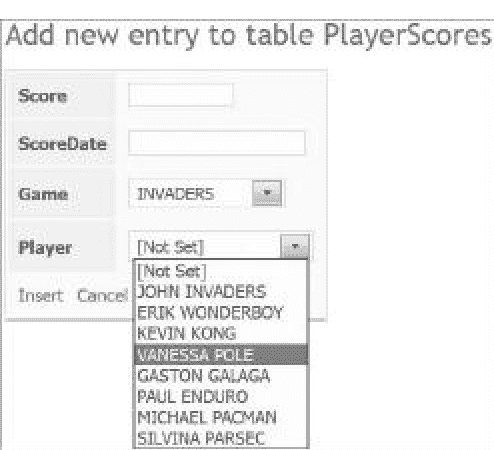 Add new entry to table PlayerScores
Score
ScoreDate
Game INVADERS
Player [Not Set]
[Not Set]
JOHN INVADERS
ERIK WONDERBOY
KEVIN KONG
VANESSA POLE
GASTON GALAGA
PAUL ENDURO
MICHAEL PACMAN
SILVINA PARSEC
Insert Cancel